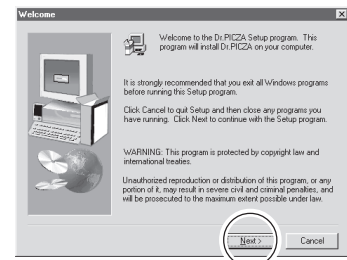 Welcome
Welcome to the Dr.PICZA Setup program. This
program will install Dr.PICZA on your computer.
It is strongly recommended that you exit all Windows programs
before running this Setup program.
Click Cancel to quit Setup and then close any programs you
have running. Click Next to continue with the Setup program.
WARNING: This program is protected by copyright law and
international treaties.
Unauthorized reproduction or distribution of this program, or any
portion of it, may result in severe civil and criminal penalties, and
will be prosecuted to the maximum extent possible under law.
Next > Cancel